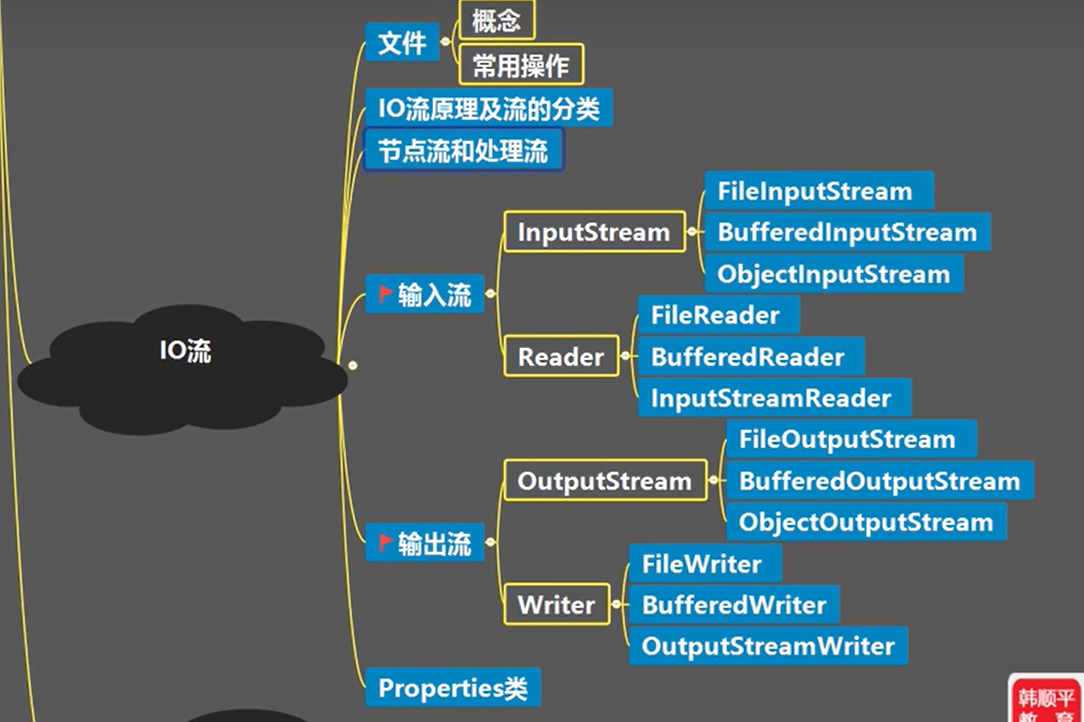 概念
文件
常用操作
IO流原理及流的分类
节点流和处理流
FileInputStream
InputStream
BufferedInputStream
ObjectInputStream
输入流
FileReader
Reader
BufferedReader
InputStreamReader
IO流
FileOutputStream
OutputStream
BufferedOutputStream
ObjectOutputStream
输出流
FileWriter
Writer
BufferedWriter
OutputStreamWriter
Properties类
韩顺平
教 育